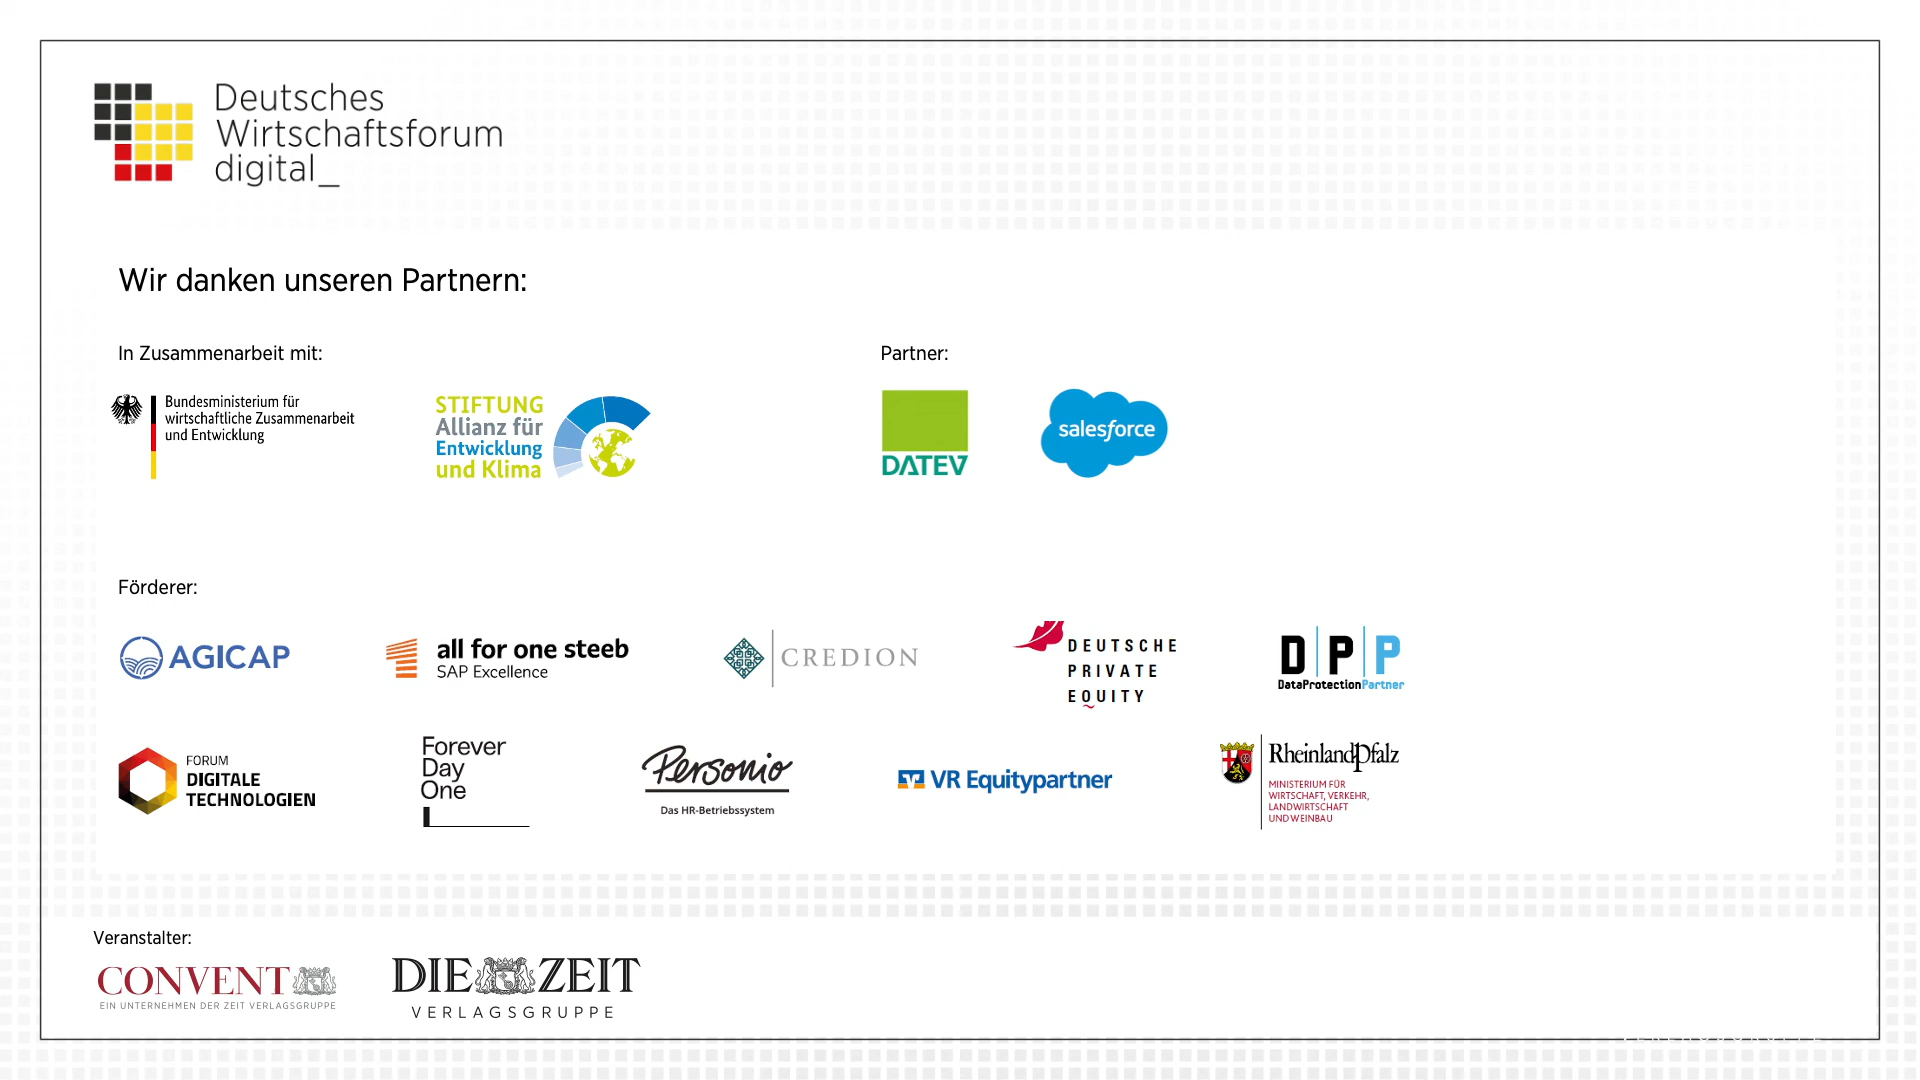 Deutsches
Wirtschaftsforum
digital_
Wir danken unseren Partnern:
In Zusammenarbeit mit:
Partner:
Bundesministerium für
wirtschaftliche Zusammenarbeit
und Entwicklung
STIFTUNG
Allianz für
Entwicklung
und Klima
DATEV
salesforce
Förderer:
AGICAP
all for one steeb
SAP Excellence
CREDION
DEUTSCHE
PRIVATE
EQUITY
DPP
DataProtectionPartner
FORUM
DIGITALE
TECHNOLOGIEN
Forever
Day
One
Personio
Das HR-Betriebssystem
VR Equitypartner
RheinlandPfalz
MINISTERIUM FÜR
WIRTSCHAFT, VERKEHR,
LANDWIRTSCHAFT
UND WEINBAU
Veranstalter:
CONVENT
EIN UNTERNEHMEN DER ZEIT VERLAGSGRUPPE
DIE ZEIT
VERLAGSGRUPPE